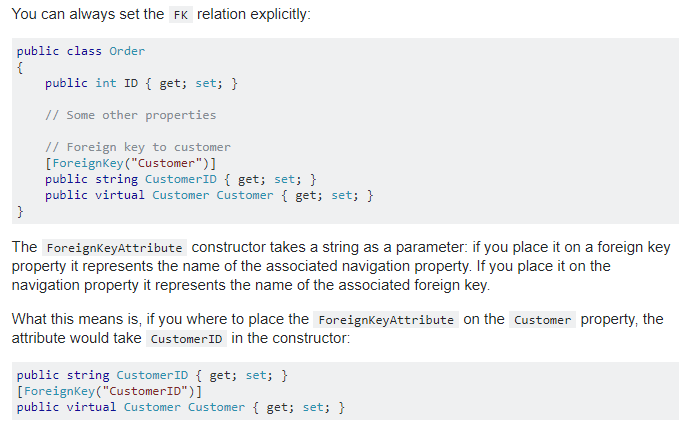 You can always set the FK relation explicitly:
public class Order
{
    public int ID { get; set; }
    // Some other properties
    // Foreign key to customer
    [ForeignKey("Customer")]
    public string CustomerID { get; set; }
    public virtual Customer Customer { get; set; }
}
The ForeignKeyAttribute constructor takes a string as a parameter: if you place it on a foreign key
property it represents the name of the associated navigation property. If you place it on the
navigation property it represents the name of the associated foreign key.
What this means is, if you where to place the ForeignKeyAttribute on the Customer property, the
attribute would take CustomerID in the constructor:
public string CustomerID { get; set; }
[ForeignKey("CustomerID")]
public virtual Customer Customer { get; set; }